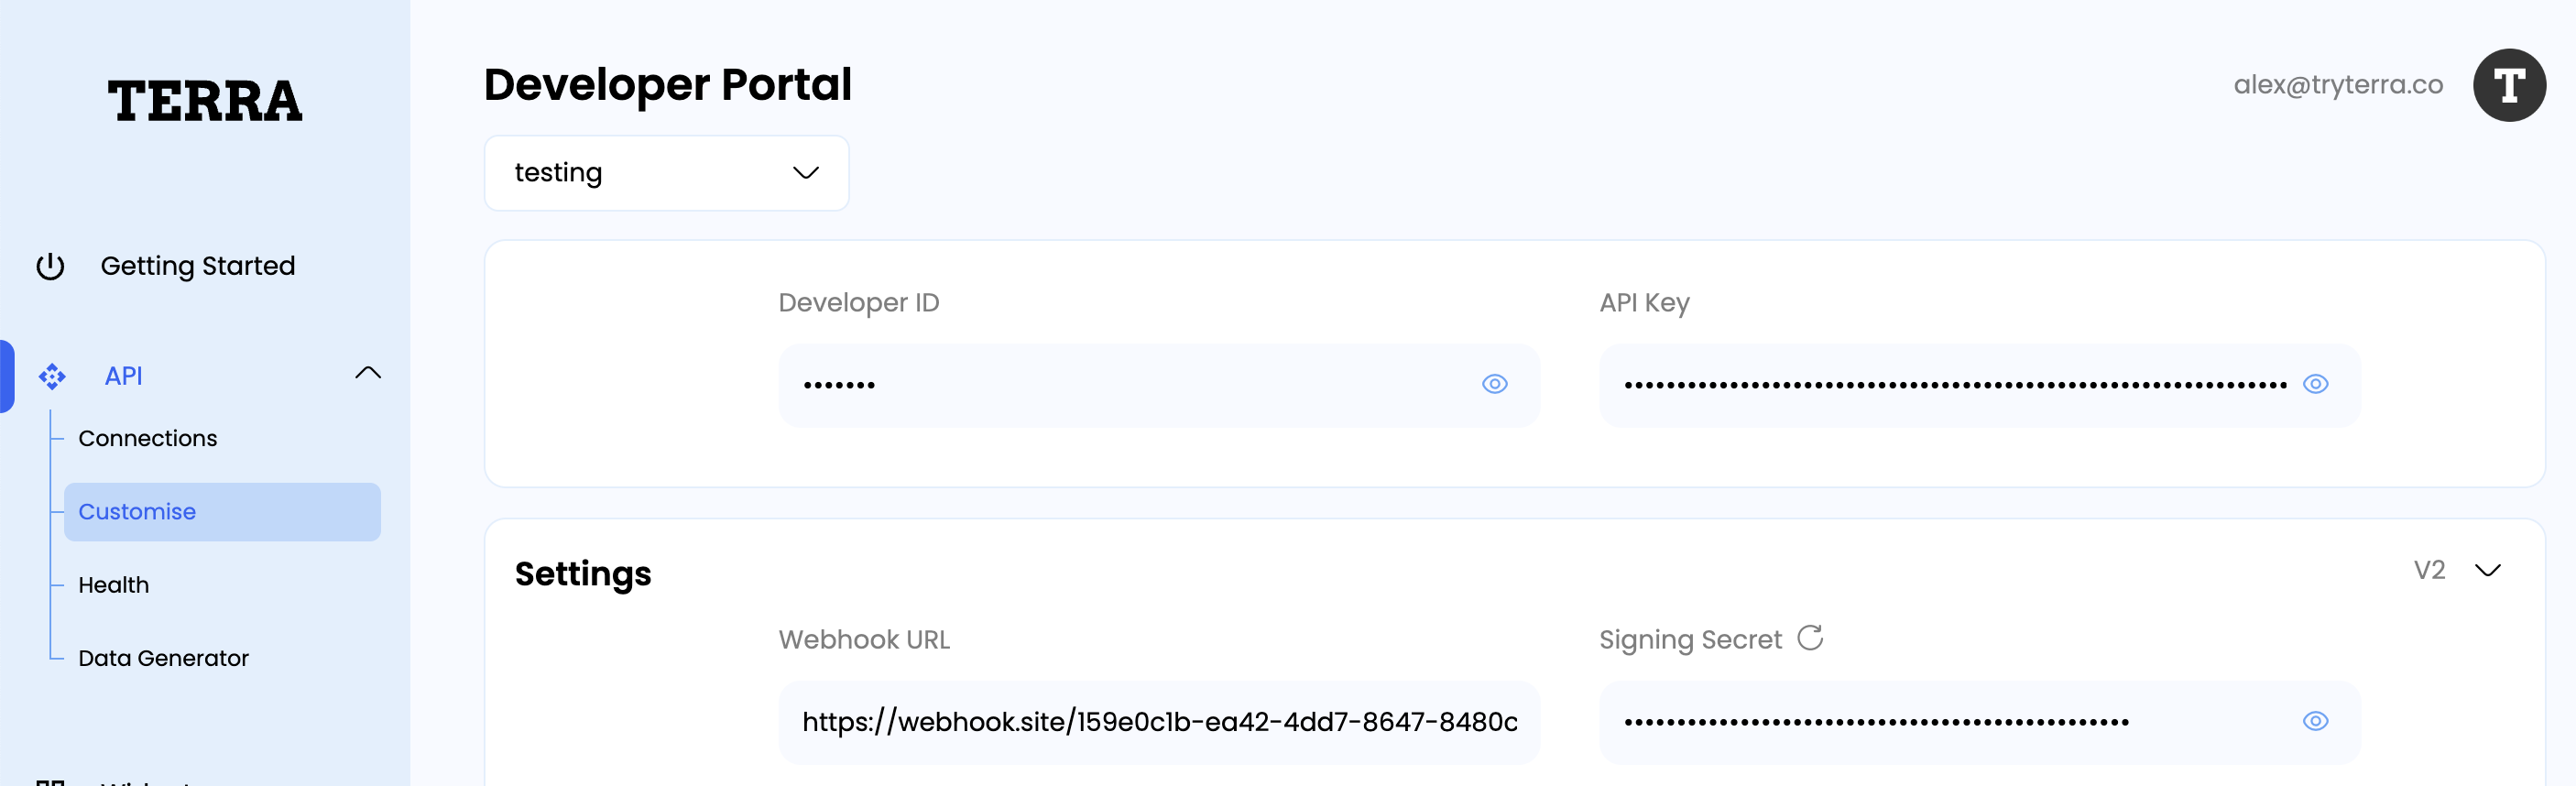 TERRA
Getting Started
API
Connections
Customise
Health
Data Generator
Developer Portal
alex@tryterra.co
T
testing
Developer ID
API Key
•••••••
Settings
V2
Webhook URL
Signing Secret
https://webhook.site/159e0c1b-ea42-4dd7-8647-8480c